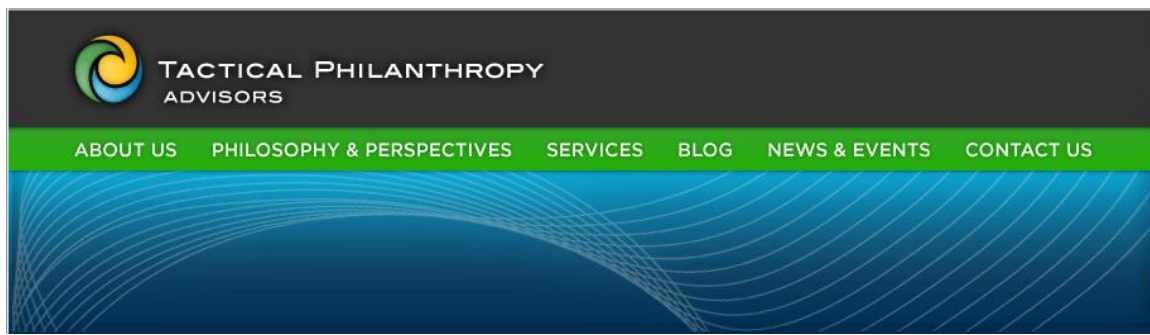 TACTICAL PHILANTHROPY
ADVISORS
ABOUT US PHILOSOPHY & PERSPECTIVES SERVICES BLOG NEWS & EVENTS CONTACT US